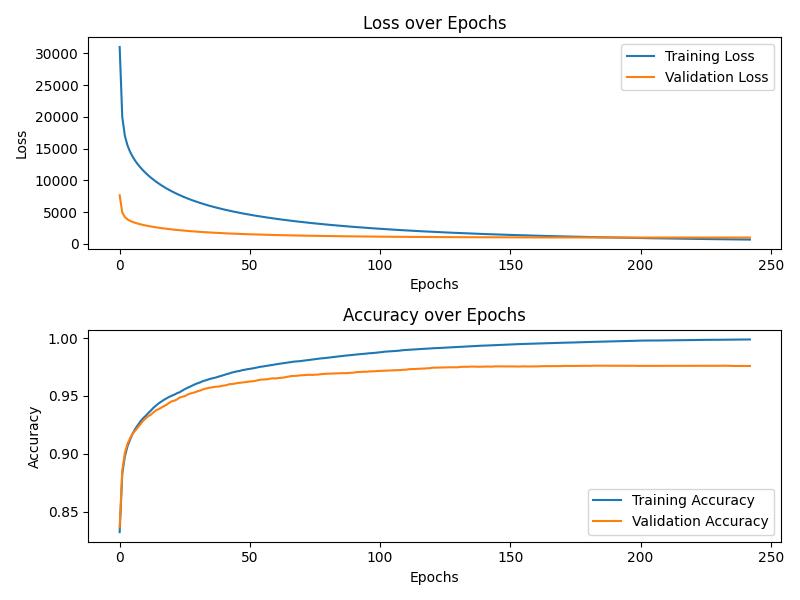 Loss over Epochs
30000
25000
20000
15000
10000
5000
0
Loss
Training Loss
Validation Loss
0 50 100 150 200 250
Epochs
Accuracy over Epochs
1.00
0.95
0.90
0.85
Accuracy
Training Accuracy
Validation Accuracy
0 50 100 150 200 250
Epochs